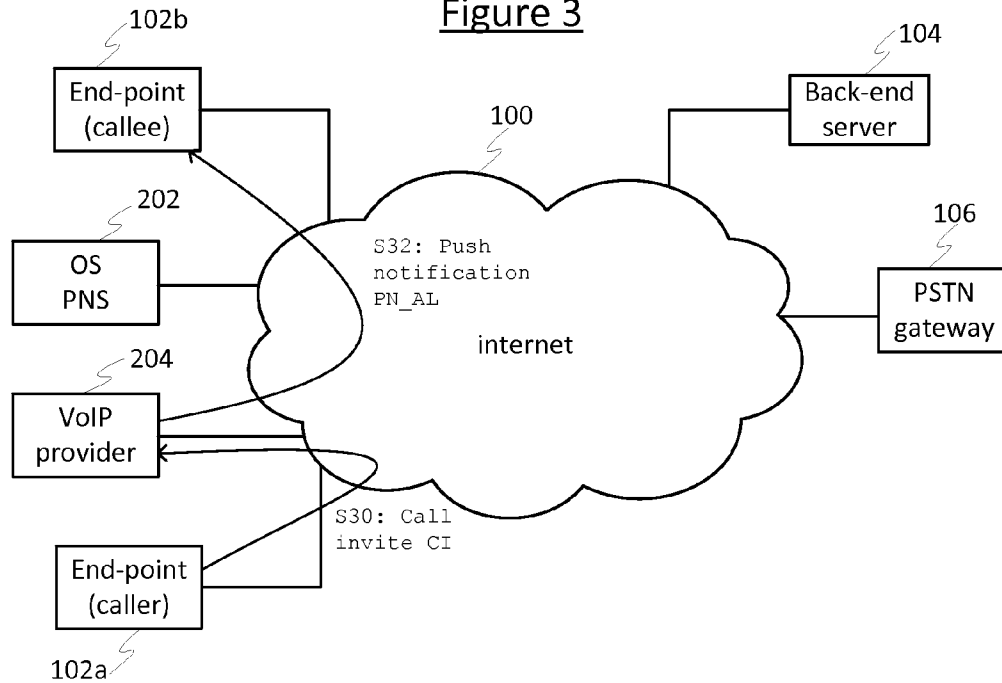 Figure 3
102b
End-point
(callee)
104
Back-end
server
100
202
OS
PNS
S32: Push
notification
PN_AL
106
PSTN
gateway
internet
204
VoIP
provider
S30: Call
invite CI
End-point
(caller)
102a